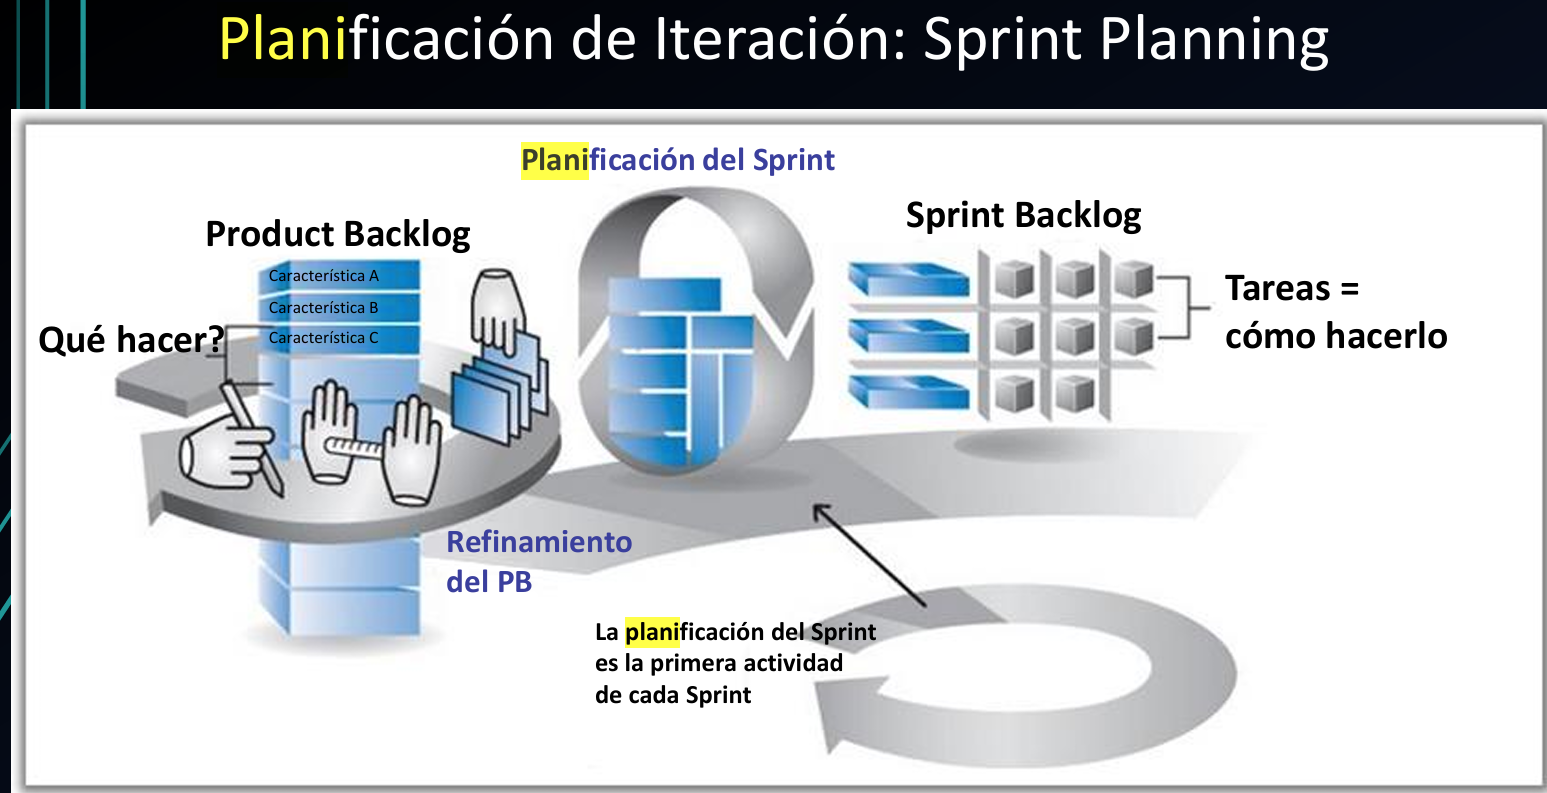 Planificación de Iteración: Sprint Planning
Planificación del Sprint
Product Backlog
Sprint Backlog
Característica A
Característica B
Característica C
Qué hacer?
Tareas =
cómo hacerlo
Refinamiento
del PB
La planificación del Sprint
es la primera actividad
de cada Sprint